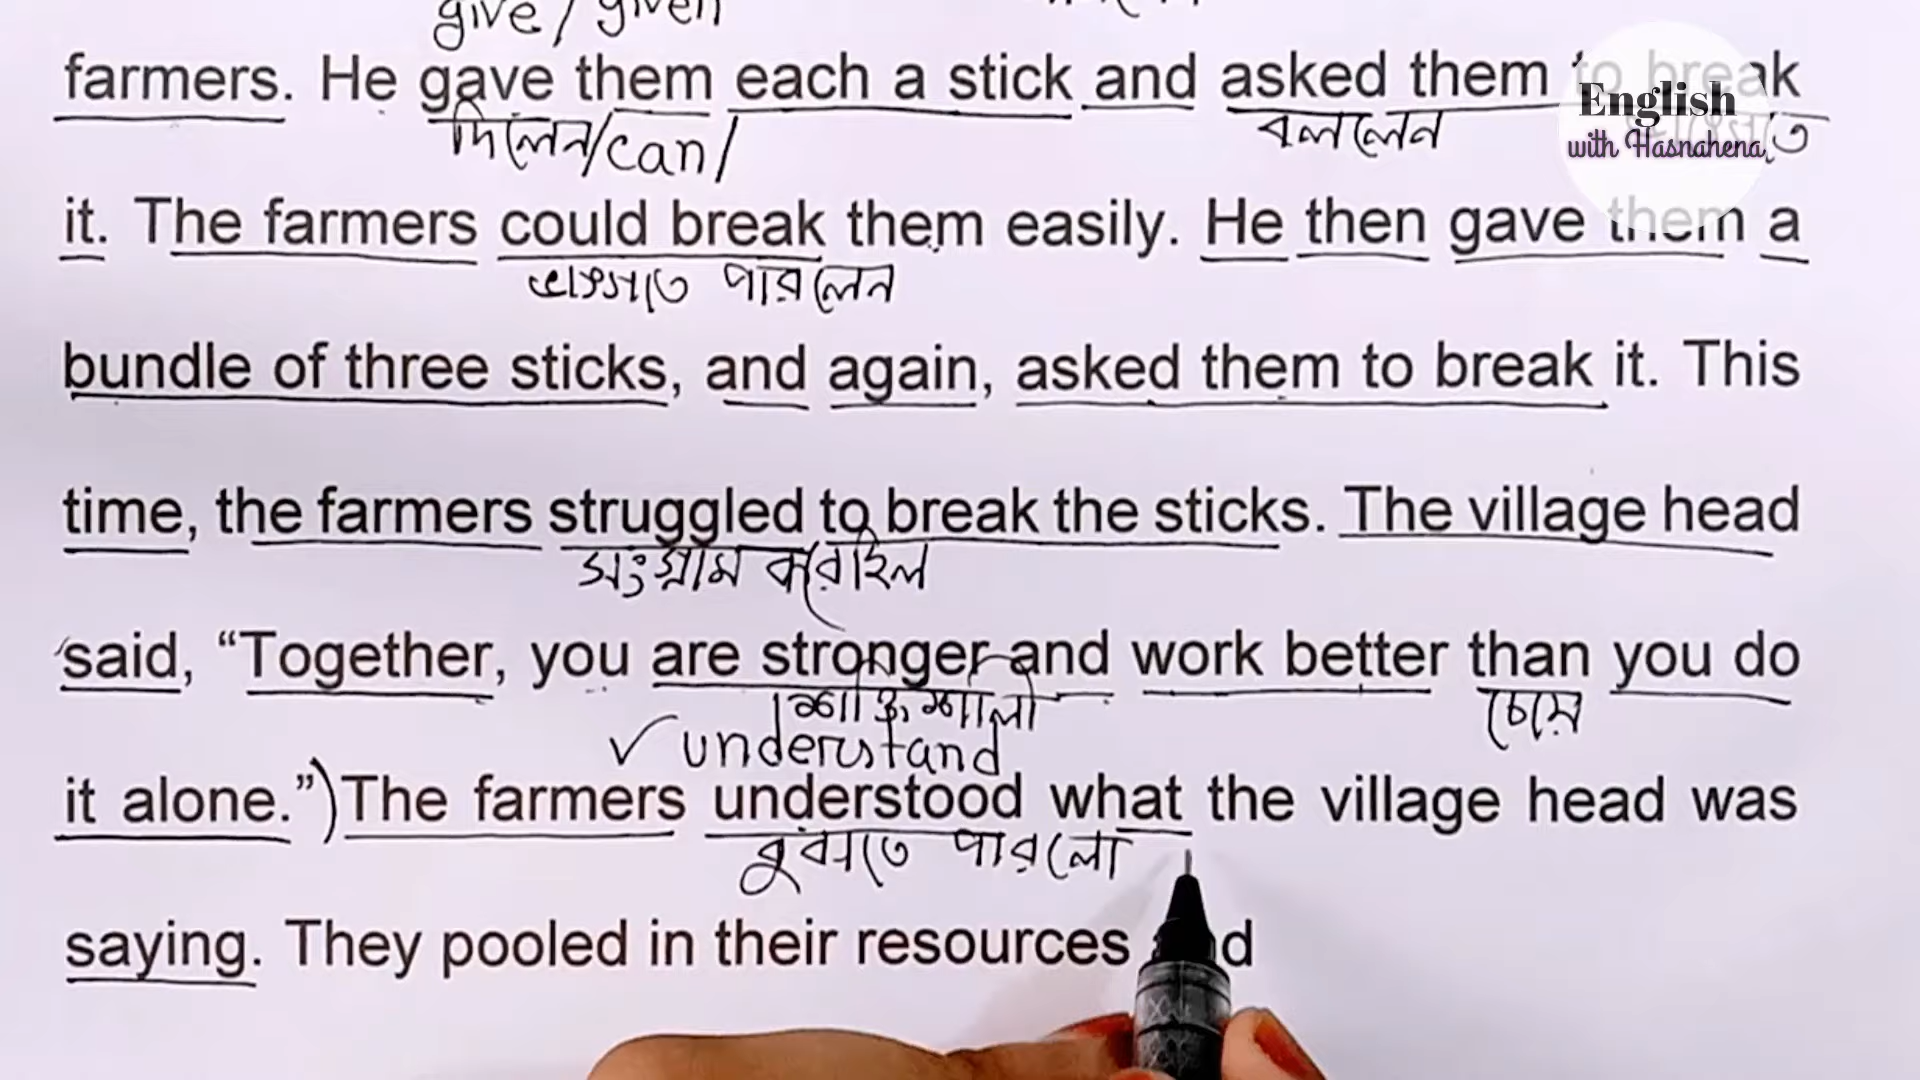 give / given
farmers. He gave them each a stick and asked them to break
English
with Hasnahena
দিলেন/can/ বললেন
it. The farmers could break them easily. He then gave them a
ভাঙ্গতে পারলেন
bundle of three sticks, and again, asked them to break it. This
time, the farmers struggled to break the sticks. The village head
সংগ্রাম করেছিল
said, “Together, you are stronger and work better than you do
শক্তিশালী চেয়ে
✓ understand
it alone.”) The farmers understood what the village head was
বুঝতে পারলো
saying. They pooled in their resources